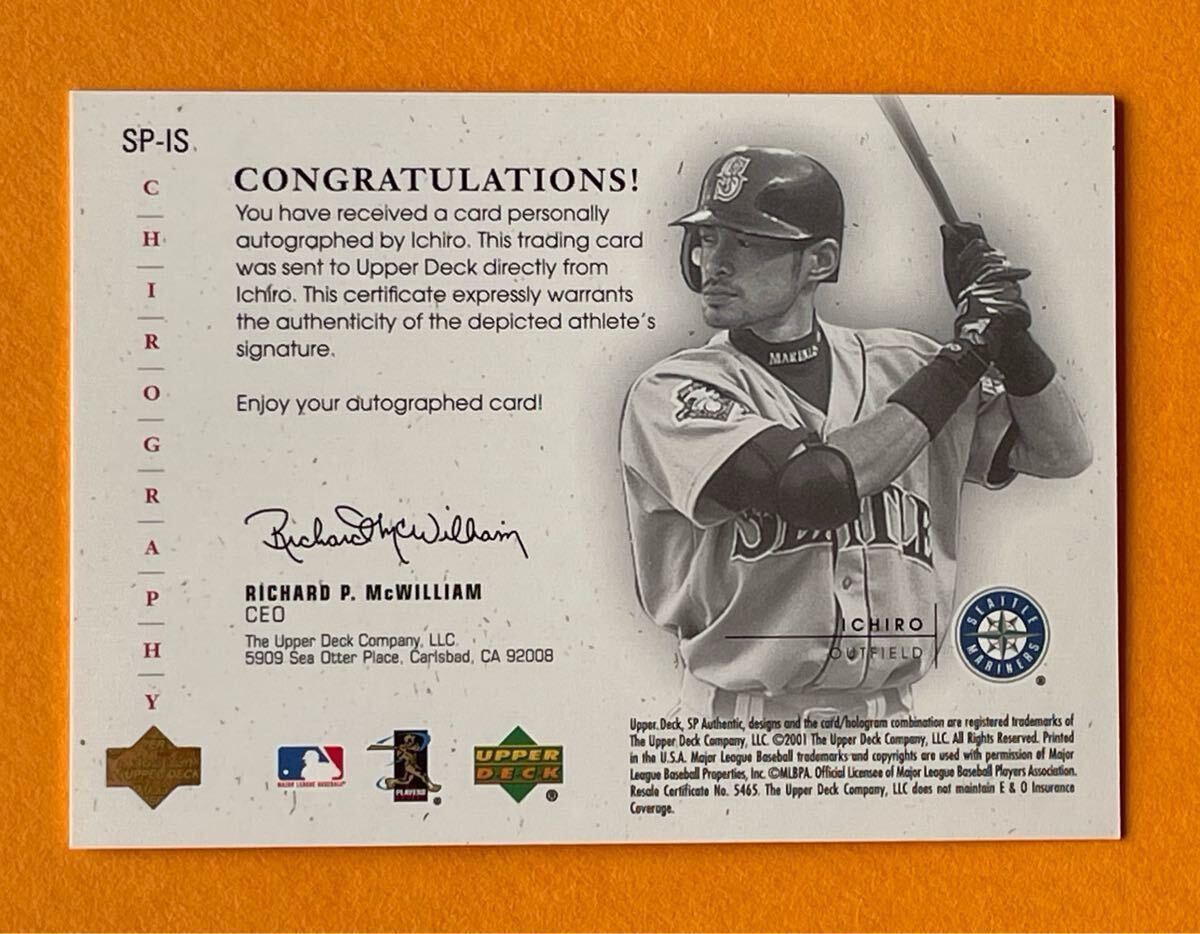 SP-IS
C
H
I
R
O
G
R
A
P
H
Y
CONGRATULATIONS!
You have received a card personally
autographed by Ichiro. This trading card
was sent to Upper Deck directly from
Ichiro. This certificate expressly warrants
the authenticity of the depicted athlete's
signature.
Enjoy your autographed card!
Richard McWilliam
RICHARD P. McWILLIAM
CEO
The Upper Deck Company, LLC.
5909 Sea Otter Place, Carlsbad, CA 92008
S
MARINERS
SEATTLE
ICHIRO
OUTFIELD
SEATTLE
MARINERS
®
UPPER DECK
MAJOR LEAGUE BASEBALL
PLAYERS
®
UPPER
DECK
®
Upper Deck, SP Authentic, designs and the card/hologram combination are registered trademarks of
The Upper Deck Company, LLC. ©2001 The Upper Deck Company, LLC. All Rights Reserved. Printed
in the U.S.A. Major League Baseball trademarks and copyrights are used with permission of Major
League Baseball Properties, Inc. ©MLBPA. Official Licensee of Major League Baseball Players Association.
Resale Certificate No. 5465. The Upper Deck Company, LLC does not maintain E & O Insurance
Coverage.